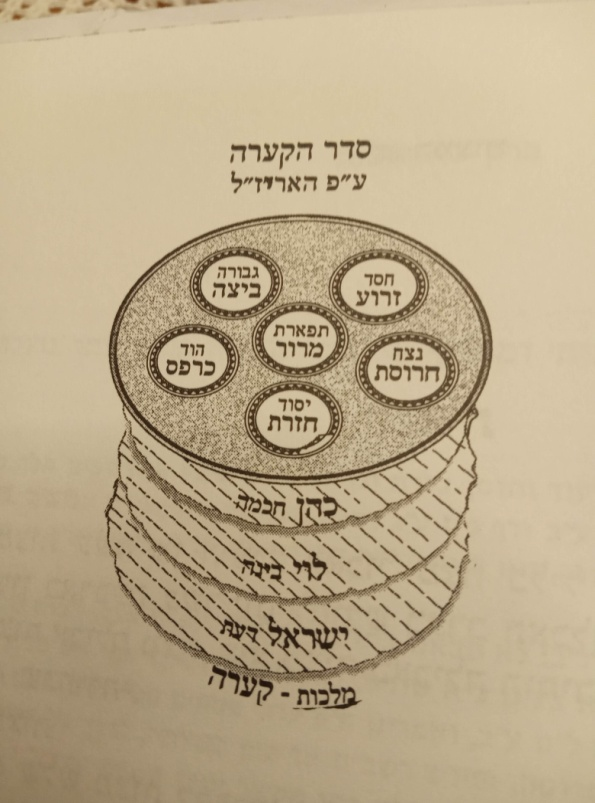 סדר הקערה
ע״פ האריז״ל
חסד
זרוע
גבורה
ביצה
תפארת
מרור
נצח
חרוסת
הוד
כרפס
יסוד
חזרת
כהן חכמה
לוי בינה
ישראל דעת
מלכות - קערה